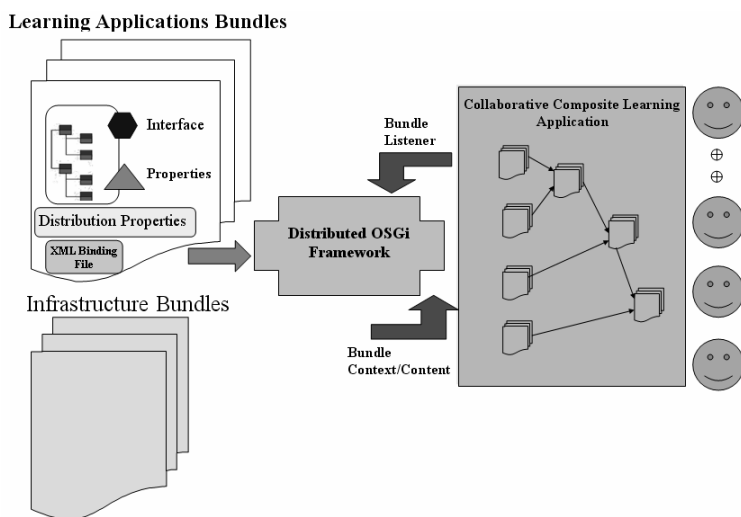 Learning Applications Bundles
Interface
Properties
Distribution Properties
XML Binding
File
Infrastructure Bundles
Bundle
Listener
Distributed OSGi
Framework
Bundle
Context/Content
Collaborative Composite Learning
Application